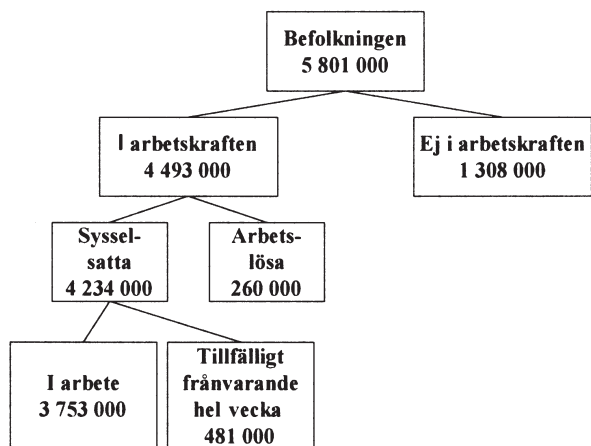 Befolkningen
5 801 000
I arbetskraften
4 493 000
Ej i arbetskraften
1 308 000
Syssel-
satta
4 234 000
Arbets-
lösa
260 000
I arbete
3 753 000
Tillfälligt
frånvarande
hel vecka
481 000